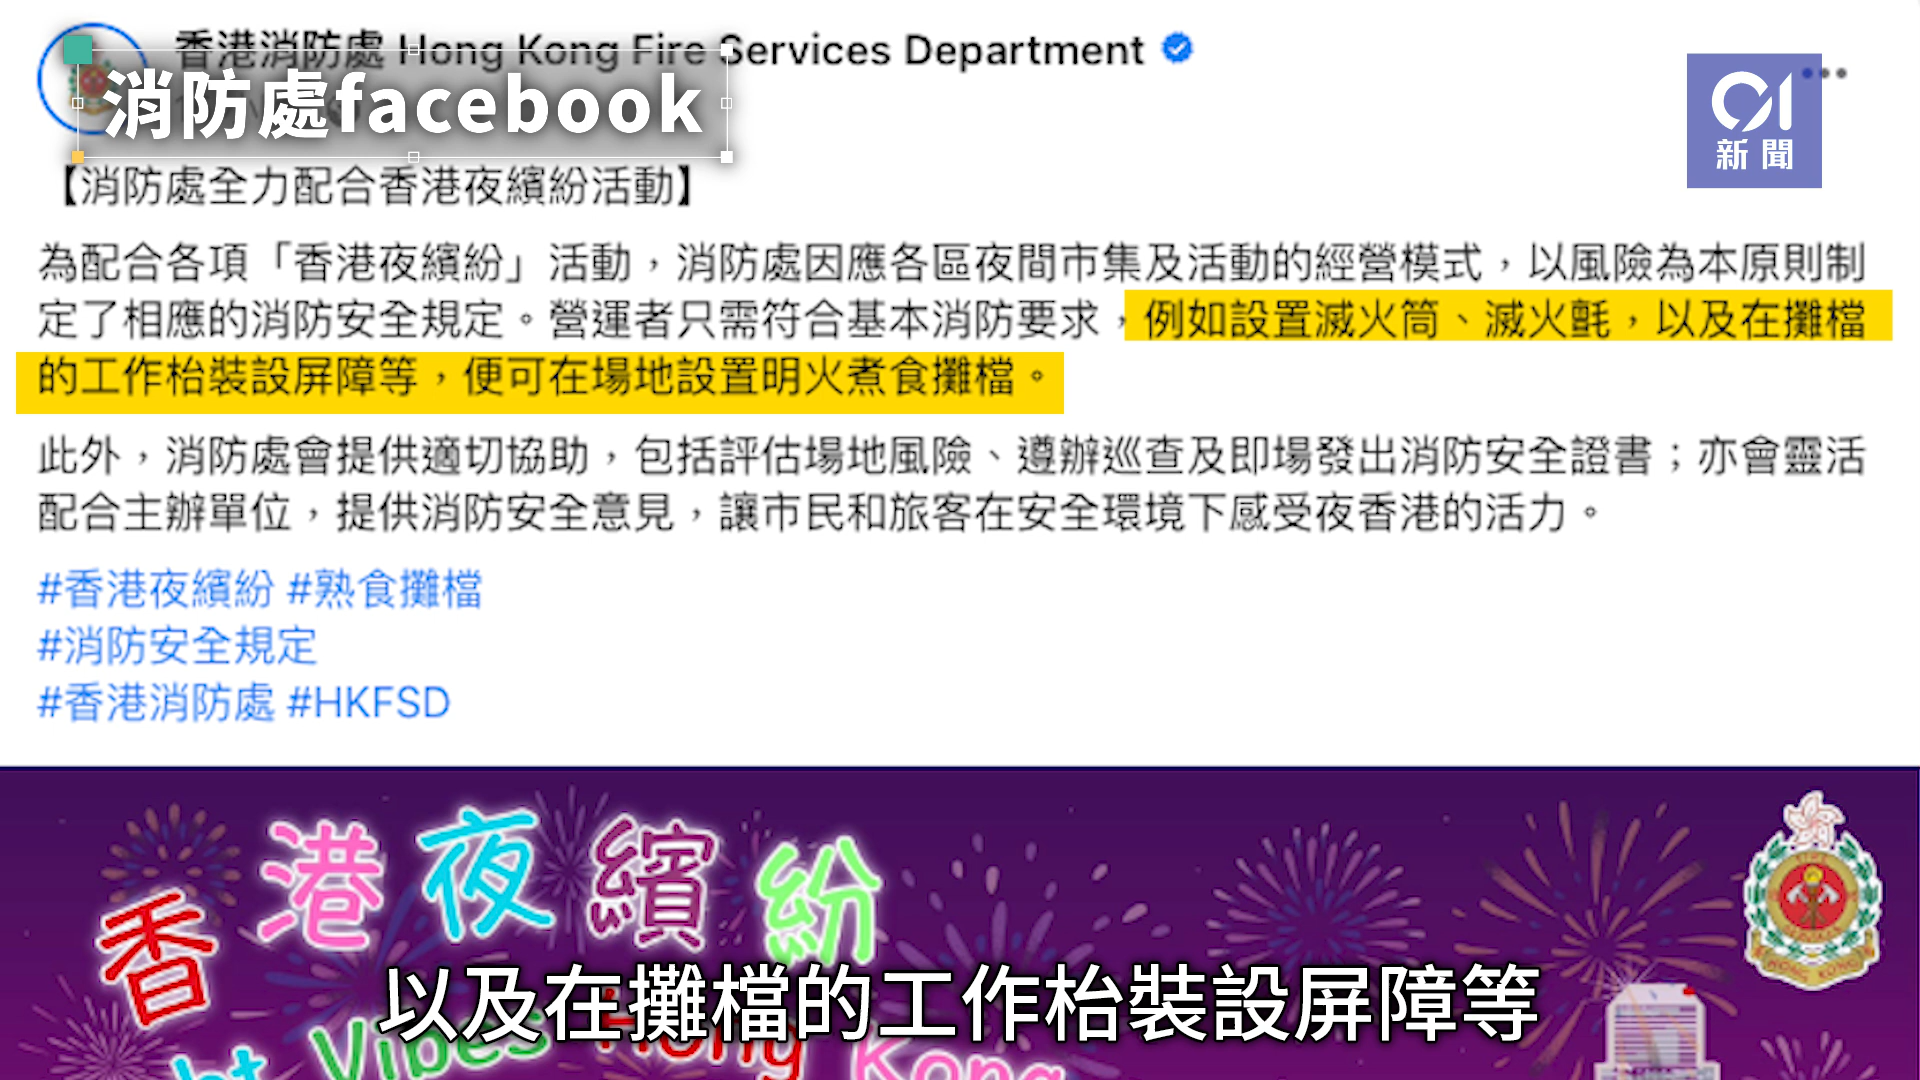 香港消防處 Hong Kong Fire Services Department
消防處facebook
新聞
【消防處全力配合香港夜繽紛活動】
為配合各項「香港夜繽紛」活動，消防處因應各區夜間市集及活動的經營模式，以風險為本原則制
定了相應的消防安全規定。營運者只需符合基本消防要求，例如設置滅火筒、滅火氈，以及在攤檔
的工作枱裝設屏障等，便可在場地設置明火煮食攤檔。
此外，消防處會提供適切協助，包括評估場地風險、遵辦巡查及即場發出消防安全證書；亦會靈活
配合主辦單位，提供消防安全意見，讓市民和旅客在安全環境下感受夜香港的活力。
#香港夜繽紛 #熟食攤檔
#消防安全規定
#香港消防處 #HKFSD
香港夜繽紛
Vibes Hong Kong
HONG KONG
以及在攤檔的工作枱裝設屏障等